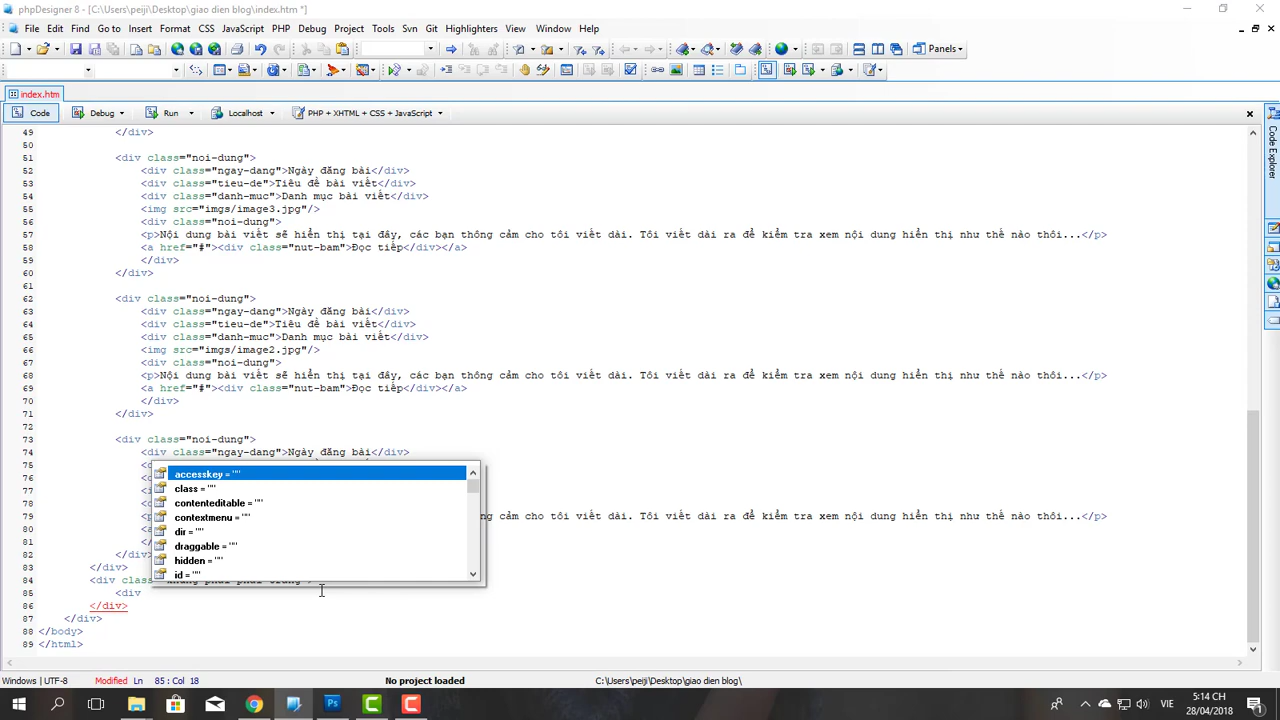 phpDesigner 8 - [C:\Users\peiji\Desktop\giao dien blog\index.htm *]
File Edit Find Go to Insert Format CSS JavaScript PHP Debug Project Tools Svn Git Highlighters View Window Help
Panels
index.htm
Code Debug Run Localhost PHP + XHTML + CSS + JavaScript
Code Explorer
49 </div>
50
51 <div class="noi-dung">
52 <div class="ngay-dang">Ngày đăng bài</div>
53 <div class="tieu-de">Tiêu đề bài viết</div>
54 <div class="danh-muc">Danh mục bài viết</div>
55 <img src="imgs/image3.jpg"/>
56 <div class="noi-dung">
57 <p>Nội dung bài viết sẽ hiển thị tại đây, các bạn thông cảm cho tôi viết dài. Tôi viết dài ra để kiểm tra xem nội dung hiển thị như thế nào thôi...</p>
58 <a href="#"><div class="nut-bam">Đọc tiếp</div></a>
59 </div>
60 </div>
61
62 <div class="noi-dung">
63 <div class="ngay-dang">Ngày đăng bài</div>
64 <div class="tieu-de">Tiêu đề bài viết</div>
65 <div class="danh-muc">Danh mục bài viết</div>
66 <img src="imgs/image2.jpg"/>
67 <div class="noi-dung">
68 <p>Nội dung bài viết sẽ hiển thị tại đây, các bạn thông cảm cho tôi viết dài. Tôi viết dài ra để kiểm tra xem nội dung hiển thị như thế nào thôi...</p>
69 <a href="#"><div class="nut-bam">Đọc tiếp</div></a>
70 </div>
71 </div>
72
73 <div class="noi-dung">
74 <div class="ngay-dang">Ngày đăng bài</div>
75
accesskey = ""
76
class = ""
77
contenteditable = ""
78
contextmenu = ""
79 cảm cho tôi viết dài. Tôi viết dài ra để kiểm tra xem nội dung hiển thị như thế nào thôi...</p>
80
dir = ""
81
draggable = ""
82 </div>
hidden = ""
83 </div>
id = ""
84 <div class
85 <div
86 </div>
87 </div>
88 </body>
89 </html>
Windows | UTF-8 Modified Ln 85 : Col 18 No project loaded C:\Users\peiji\Desktop\giao dien blog\
Ps
VIE
5:14 CH
28/04/2018